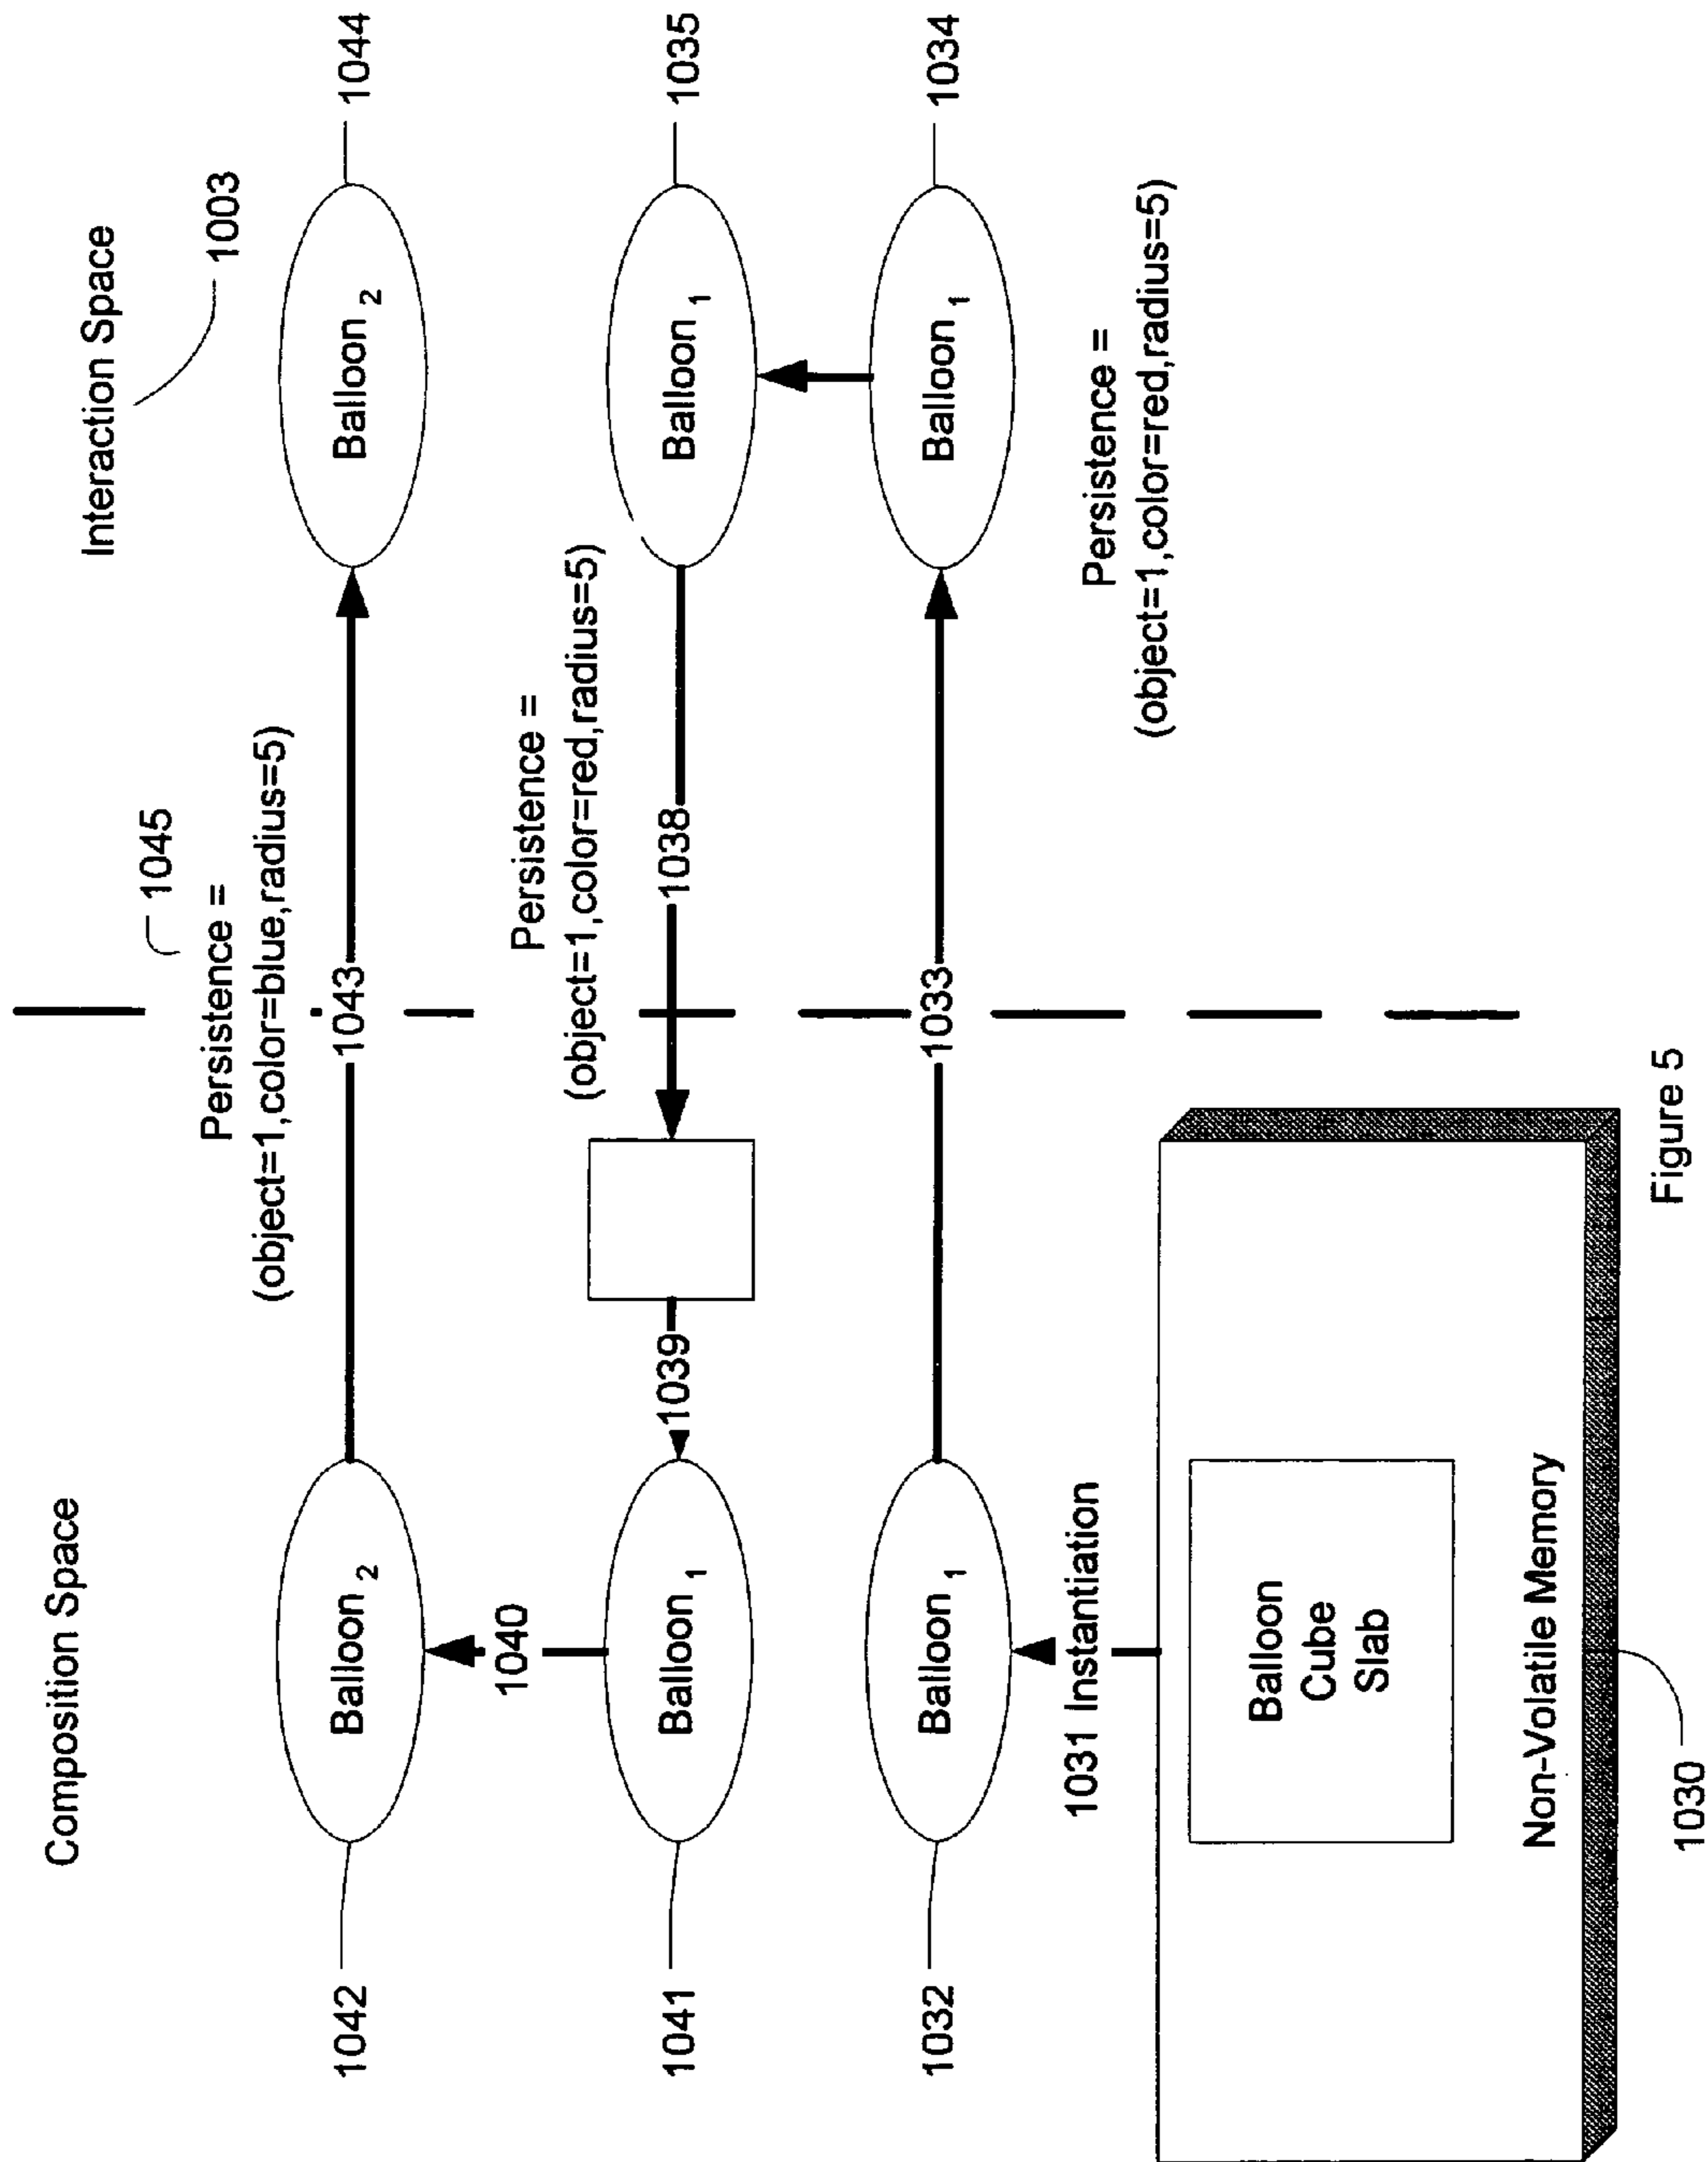 Composition Space
Interaction Space
1003
1045
Persistence =
(object=1,color=blue,radius=5)
1042
Balloon 2
1043
Balloon 2
1044
1040
Persistence =
(object=1,color=red,radius=5)
1041
Balloon 1
1039
1038
Balloon 1
1035
1032
Balloon 1
1033
Balloon 1
1034
1031 Instantiation
Persistence =
(object=1,color=red,radius=5)
Balloon
Cube
Slab
Non-Volatile Memory
1030
Figure 5